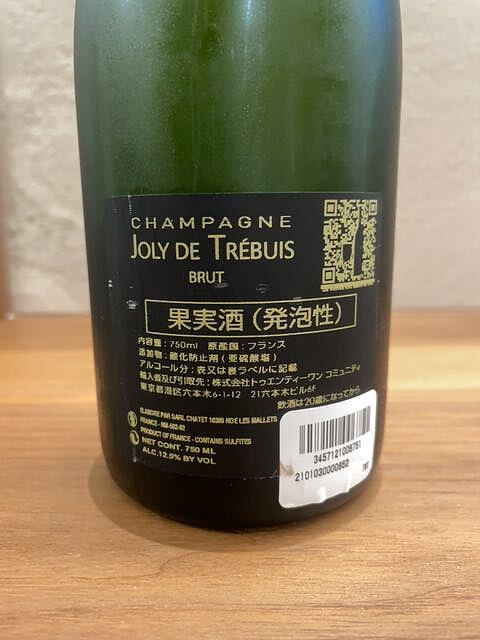 CHAMPAGNE
JOLY DE TRÉBUIS
BRUT
果実酒（発泡性）
内容量：750ml 原産国：フランス
添加物：酸化防止剤（亜硫酸塩）
アルコール分：表又は裏ラベルに記載
輸入者及び引取先：株式会社トゥエンティーワン コミュニティ
東京都港区六本木6-1-12 21六本木ビル6F
飲酒は20歳になってから
ELABORE PAR SARL CHATET 10360 NOE LES MALLETS
FRANCE - NM-502-02
PRODUCT OF FRANCE - CONTAINS SULFITES
NET CONT. 750 ML
ALC.12.5% BY VOL
3457121006761
2101030000852